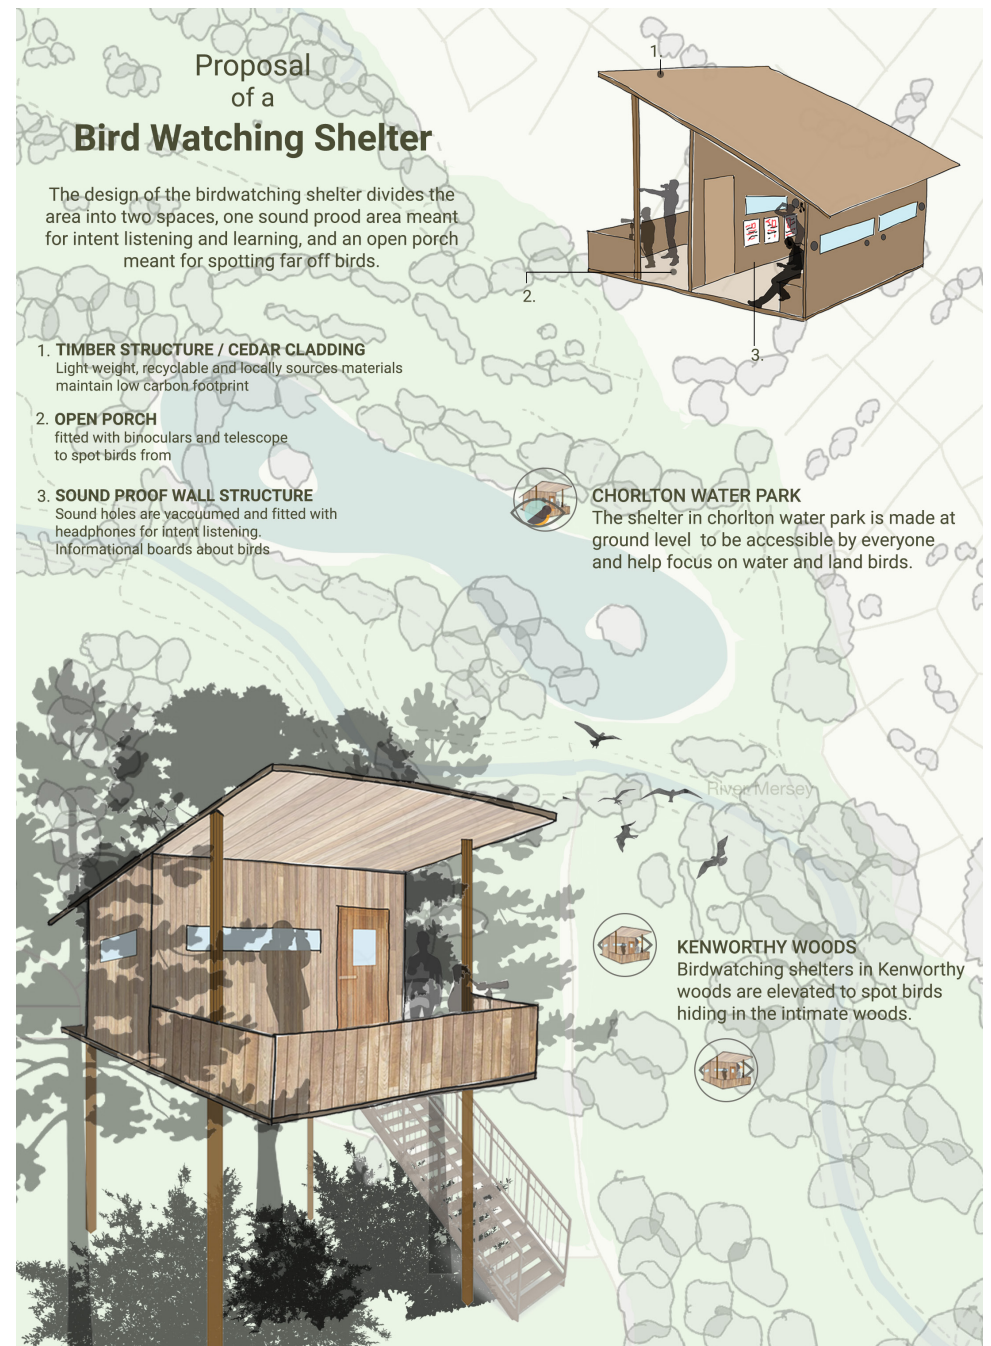 Proposal
of a
Bird Watching Shelter
The design of the birdwatching shelter divides the
area into two spaces, one sound prood area meant
for intent listening and learning, and an open porch
meant for spotting far off birds.
1.
2.
3.
1. TIMBER STRUCTURE / CEDAR CLADDING
Light weight, recyclable and locally sources materials
maintain low carbon footprint
2. OPEN PORCH
fitted with binoculars and telescope
to spot birds from
3. SOUND PROOF WALL STRUCTURE
Sound holes are vaccuumed and fitted with
headphones for intent listening.
Informational boards about birds
CHORLTON WATER PARK
The shelter in chorlton water park is made at
ground level to be accessible by everyone
and help focus on water and land birds.
River Mersey
KENWORTHY WOODS
Birdwatching shelters in Kenworthy
woods are elevated to spot birds
hiding in the intimate woods.